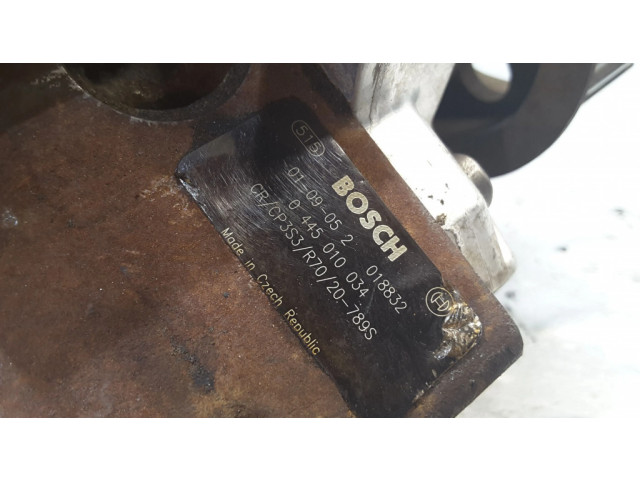 515
BOSCH
01-09-05 2 018832
0 445 010 034
CR/CP3S3/R70/20-789S
Made in Czech Republic